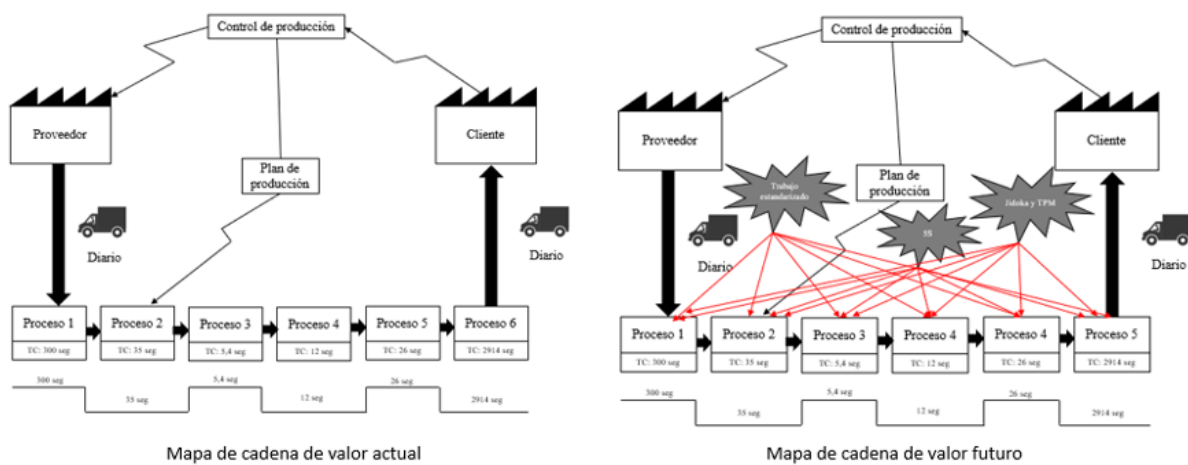 Control de producción
Proveedor
Cliente
Plan de
producción
Diario
Diario
Proceso 1
Proceso 2
Proceso 3
Proceso 4
Proceso 5
Proceso 6
TC: 300 seg
TC: 35 seg
TC: 5,4 seg
TC: 12 seg
TC: 26 seg
TC: 2914 seg
300 seg
35 seg
5,4 seg
12 seg
26 seg
2914 seg
Mapa de cadena de valor actual
Control de producción
Proveedor
Cliente
Trabajo
estandarizado
Plan de
producción
Jidoka y TPM
5S
Diario
Diario
Proceso 1
Proceso 2
Proceso 3
Proceso 4
Proceso 4
Proceso 5
TC: 300 seg
TC: 35 seg
TC: 5,4 seg
TC: 12 seg
TC: 26 seg
TC: 2914 seg
300 seg
35 seg
5,4 seg
12 seg
26 seg
2914 seg
Mapa de cadena de valor futuro